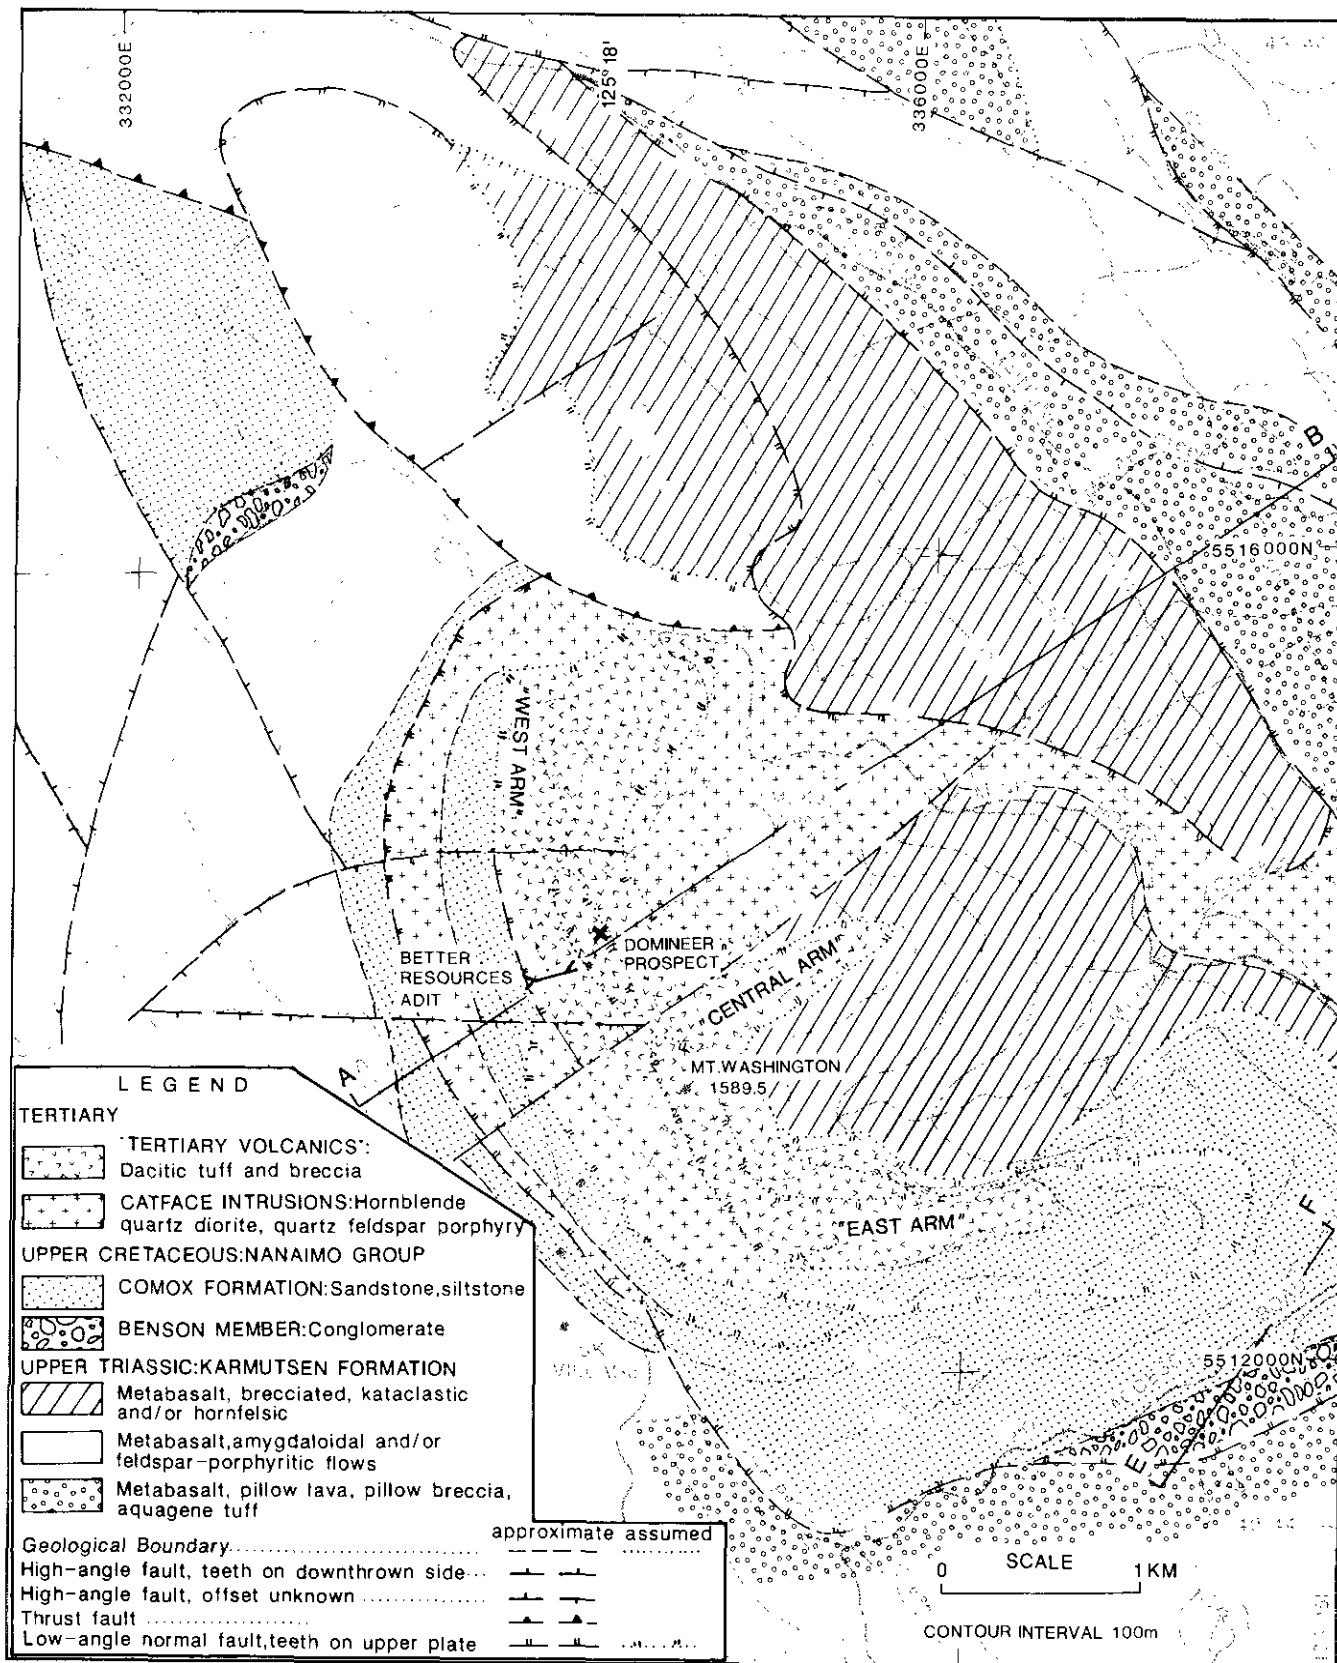 332000E
125°18'
336000E
B
5516000N
"WEST ARM"
BETTER
RESOURCES
ADIT
DOMINEER
PROSPECT
"CENTRAL ARM"
A
MT. WASHINGTON
1589.5
"EAST ARM"
F
5512000N
E
LEGEND
TERTIARY
"TERTIARY VOLCANICS":
Dacitic tuff and breccia
CATFACE INTRUSIONS:Hornblende
quartz diorite, quartz feldspar porphyry
UPPER CRETACEOUS:NANAIMO GROUP
COMOX FORMATION:Sandstone,siltstone
BENSON MEMBER:Conglomerate
UPPER TRIASSIC:KARMUTSEN FORMATION
Metabasalt, brecciated, kataclastic
and/or hornfelsic
Metabasalt,amygdaloidal and/or
feldspar-porphyritic flows
Metabasalt, pillow lava, pillow breccia,
aquagene tuff
approximate assumed
Geological Boundary
High-angle fault, teeth on downthrown side
High-angle fault, offset unknown
Thrust fault
Low-angle normal fault,teeth on upper plate
SCALE
0 1KM
CONTOUR INTERVAL 100m